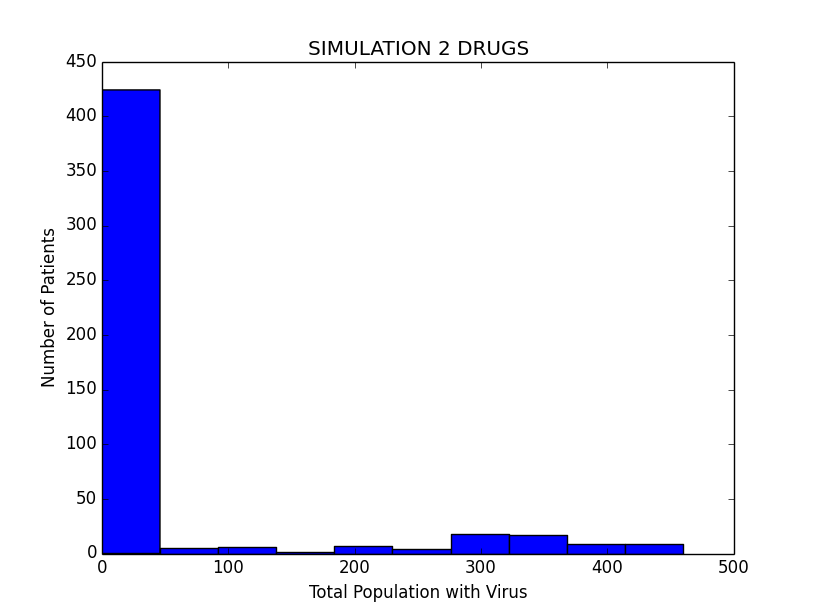 SIMULATION 2 DRUGS
450
400
350
300
250
200
150
100
50
0
Number of Patients
0 100 200 300 400 500
Total Population with Virus